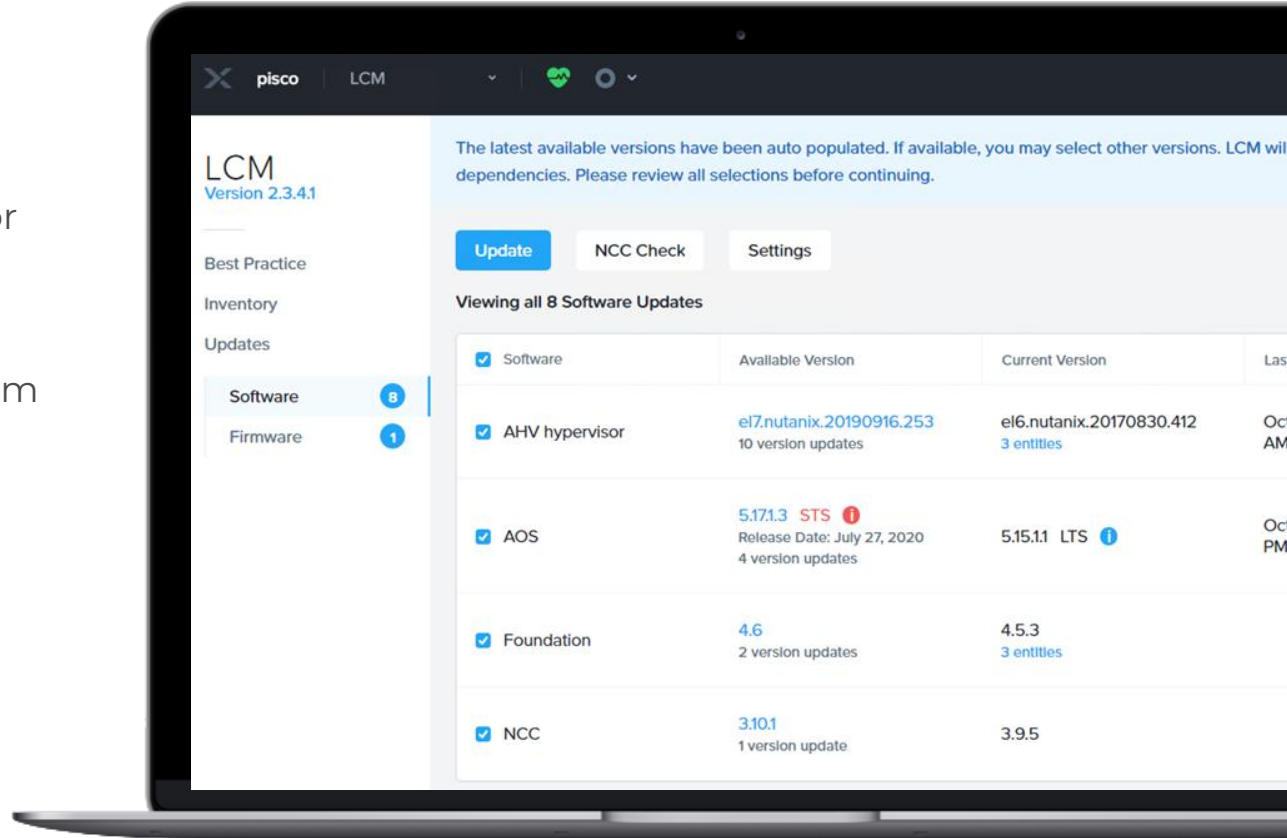 or
m
pisco LCM
LCM
Version 2.3.4.1
Best Practice
Inventory
Updates
Software 8
Firmware 1
The latest available versions have been auto populated. If available, you may select other versions. LCM will
dependencies. Please review all selections before continuing.
Update NCC Check Settings
Viewing all 8 Software Updates
Software Available Version Current Version Las
AHV hypervisor el7.nutanix.20190916.253 el6.nutanix.20170830.412 Oct
10 version updates 3 entities AM
5.17.1.3 STS
AOS Release Date: July 27, 2020 5.15.1.1 LTS Oct
4 version updates PM
Foundation 4.6 4.5.3
2 version updates 3 entities
NCC 3.10.1 3.9.5
1 version update